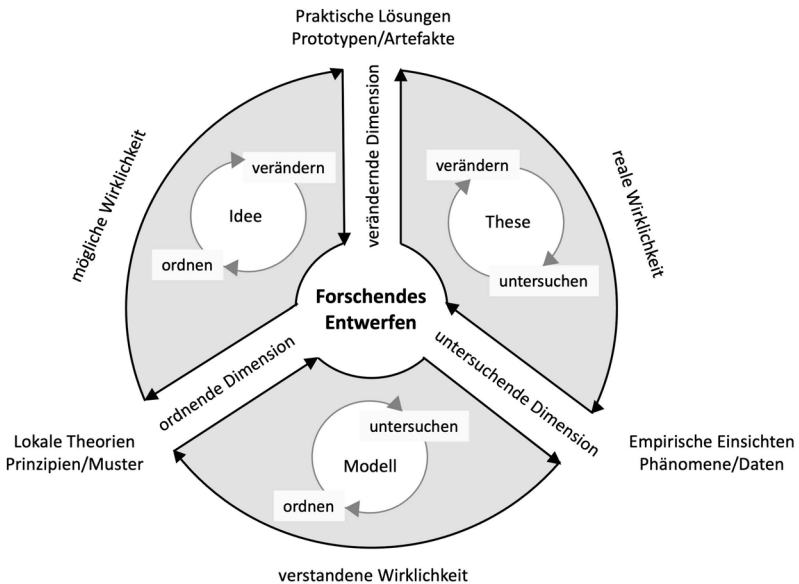 Praktische Lösungen
Prototypen/Artefakte
mögliche Wirklichkeit
verändernde Dimension
reale Wirklichkeit
verändern
Idee
ordnen
verändern
These
untersuchen
Forschendes
Entwerfen
ordnende Dimension
untersuchende Dimension
Lokale Theorien
Prinzipien/Muster
Empirische Einsichten
Phänomene/Daten
untersuchen
Modell
ordnen
verstandene Wirklichkeit